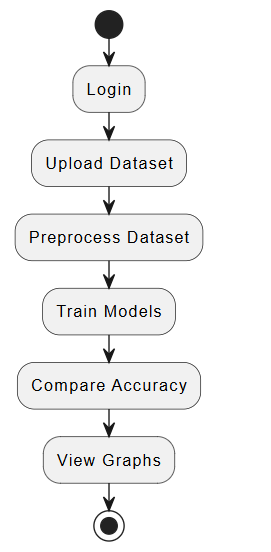 Login
Upload Dataset
Preprocess Dataset
Train Models
Compare Accuracy
View Graphs